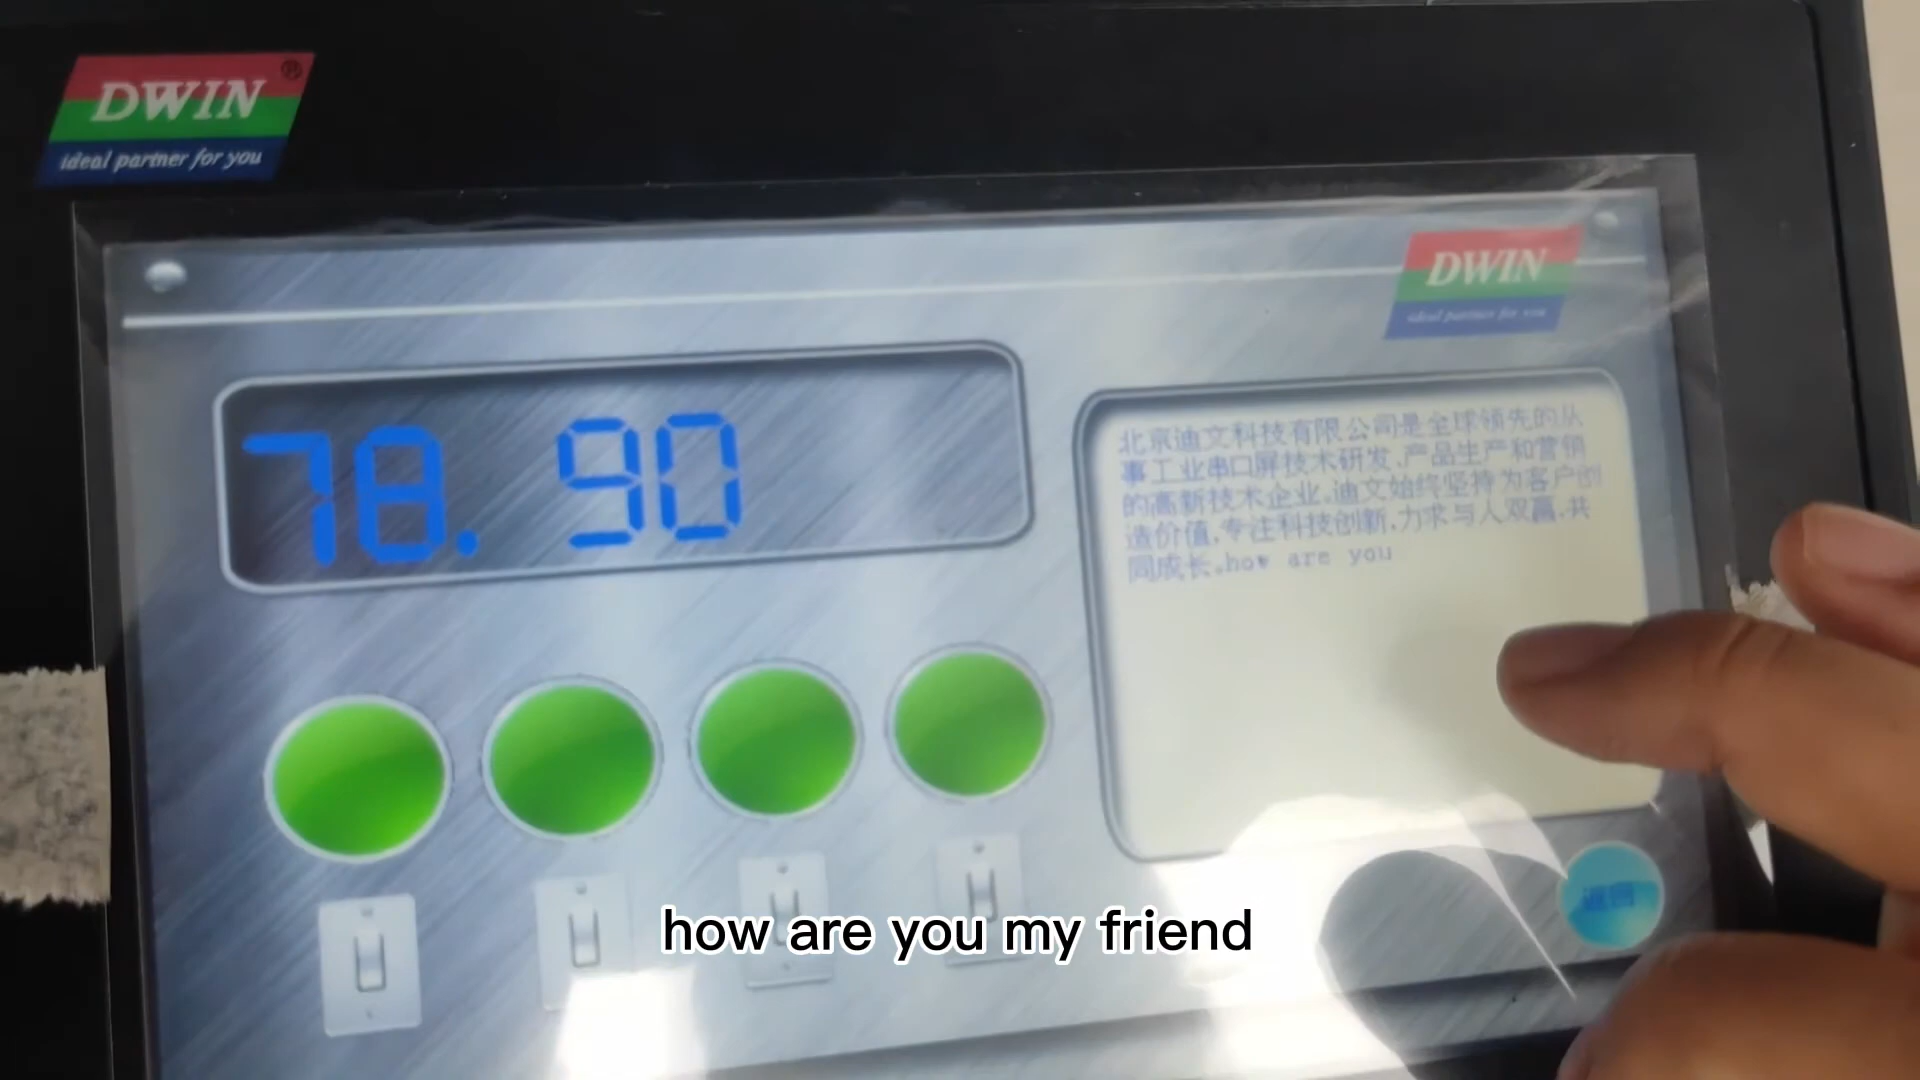 DWIN
ideal partner for you
DWIN
ideal partner for you
78.90
北京迪文科技有限公司是全球领先的从
事工业串口屏技术研发,产品生产和营销
的高新技术企业。迪文始终坚持为客户创
造价值,专注科技创新,力求与人双赢,共
同成长。how are you
返回
how are you my friend